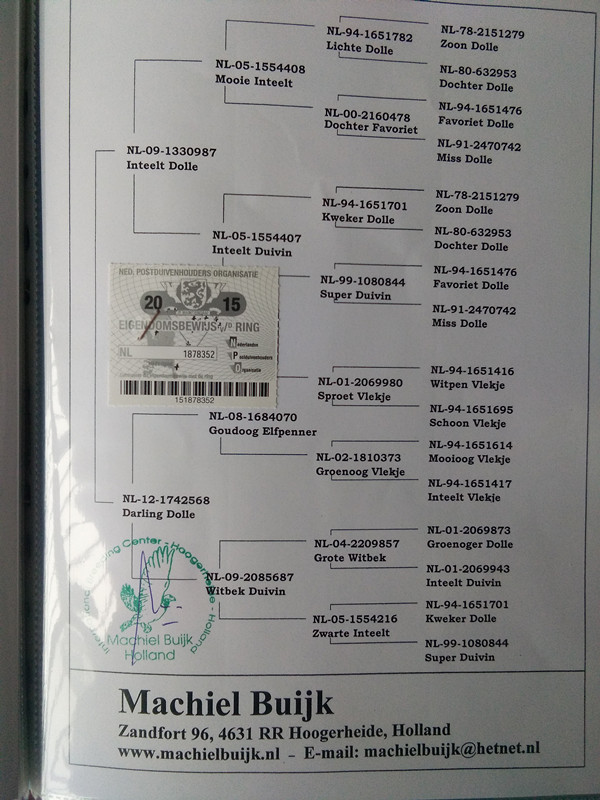 NL-94-1651782
Lichte Dolle
NL-78-2151279
Zoon Dolle
NL-05-1554408
Mooie Inteelt
NL-80-632953
Dochter Dolle
NL-00-2160478
Dochter Favoriet
NL-94-1651476
Favoriet Dolle
NL-91-2470742
Miss Dolle
NL-09-1330987
Inteelt Dolle
NL-94-1651701
Kweker Dolle
NL-78-2151279
Zoon Dolle
NL-05-1554407
Inteelt Duivin
NL-80-632953
Dochter Dolle
NL-99-1080844
Super Duivin
NL-94-1651476
Favoriet Dolle
NL-91-2470742
Miss Dolle
NED. POSTDUIVENHOUDERS ORGANISATIE
20 15
EIGENDOMSBEWIJS v/d RING
NL 1878352
Nederlandse
Postduivenhouders
Organisatie
151878352
NL-01-2069980
Sproet Vlekje
NL-94-1651416
Witpen Vlekje
NL-08-1684070
Goudoog Elfpenner
NL-94-1651695
Schoon Vlekje
NL-02-1810373
Groenoog Vlekje
NL-94-1651614
Mooioog Vlekje
NL-94-1651417
Inteelt Vlekje
NL-12-1742568
Darling Dolle
NL-04-2209857
Grote Witbek
NL-01-2069873
Groenoger Dolle
NL-09-2085687
Witbek Duivin
NL-01-2069943
Inteelt Duivin
NL-05-1554216
Zwarte Inteelt
NL-94-1651701
Kweker Dolle
NL-99-1080844
Super Duivin
Center - Hoogerheide - Holland
Machiel Buijk
Holland
Machiel Buijk
Zandfort 96, 4631 RR Hoogerheide, Holland
www.machielbuijk.nl - E-mail: machielbuijk@hetnet.nl